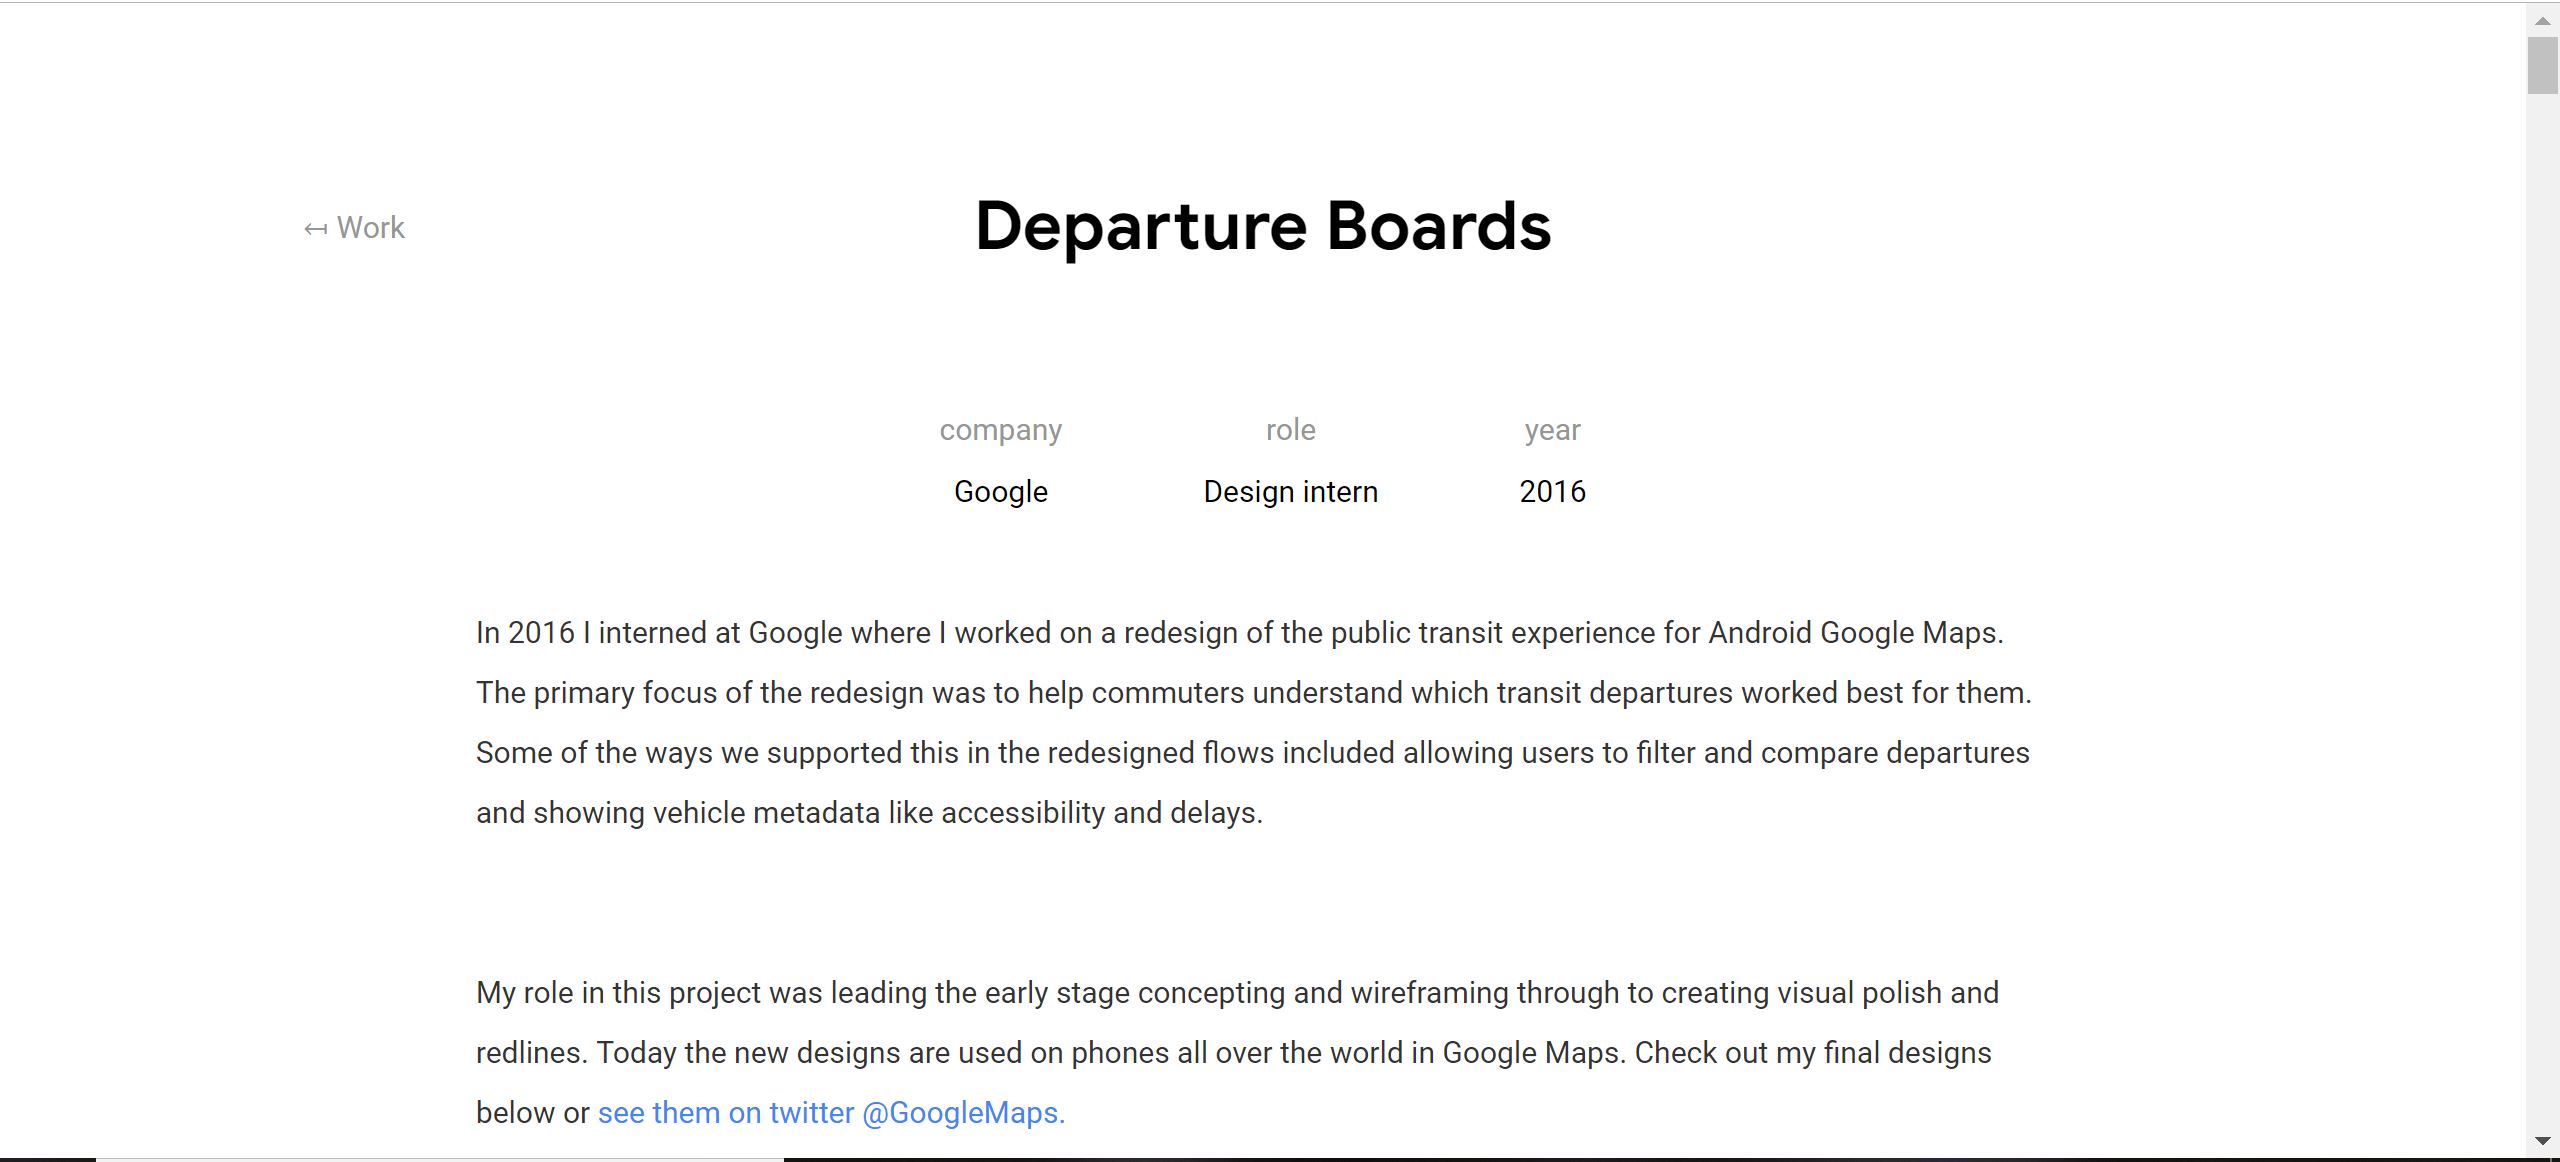 ↤ Work
Departure Boards
company role year
Google Design intern 2016
In 2016 I interned at Google where I worked on a redesign of the public transit experience for Android Google Maps.
The primary focus of the redesign was to help commuters understand which transit departures worked best for them.
Some of the ways we supported this in the redesigned flows included allowing users to filter and compare departures
and showing vehicle metadata like accessibility and delays.
My role in this project was leading the early stage concepting and wireframing through to creating visual polish and
redlines. Today the new designs are used on phones all over the world in Google Maps. Check out my final designs
below or see them on twitter @GoogleMaps.